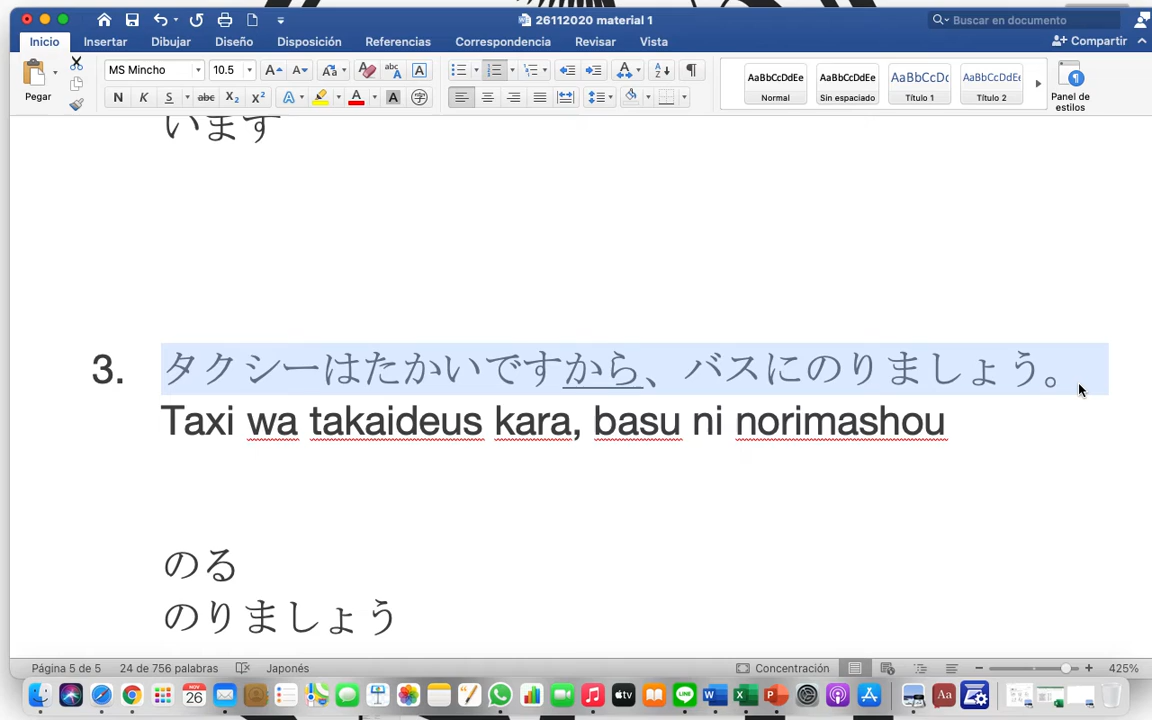 26112020 material 1
Buscar en documento
Inicio Insertar Dibujar Diseño Disposición Referencias Correspondencia Revisar Vista
Compartir
Pegar
MS Mincho 10.5
AaBbCcDdEe AaBbCcDdEe AaBbCcDc AaBbCcDdEe
Normal Sin espaciado Título 1 Título 2
Panel de estilos
N K S abc X₂ X²
います
3. タクシーはたかいですから、バスにのりましょう。
Taxi wa takaideus kara, basu ni norimashou
のる
のりましょう
Página 5 de 5 24 de 756 palabras Japonés Concentración 425%
NOV 26